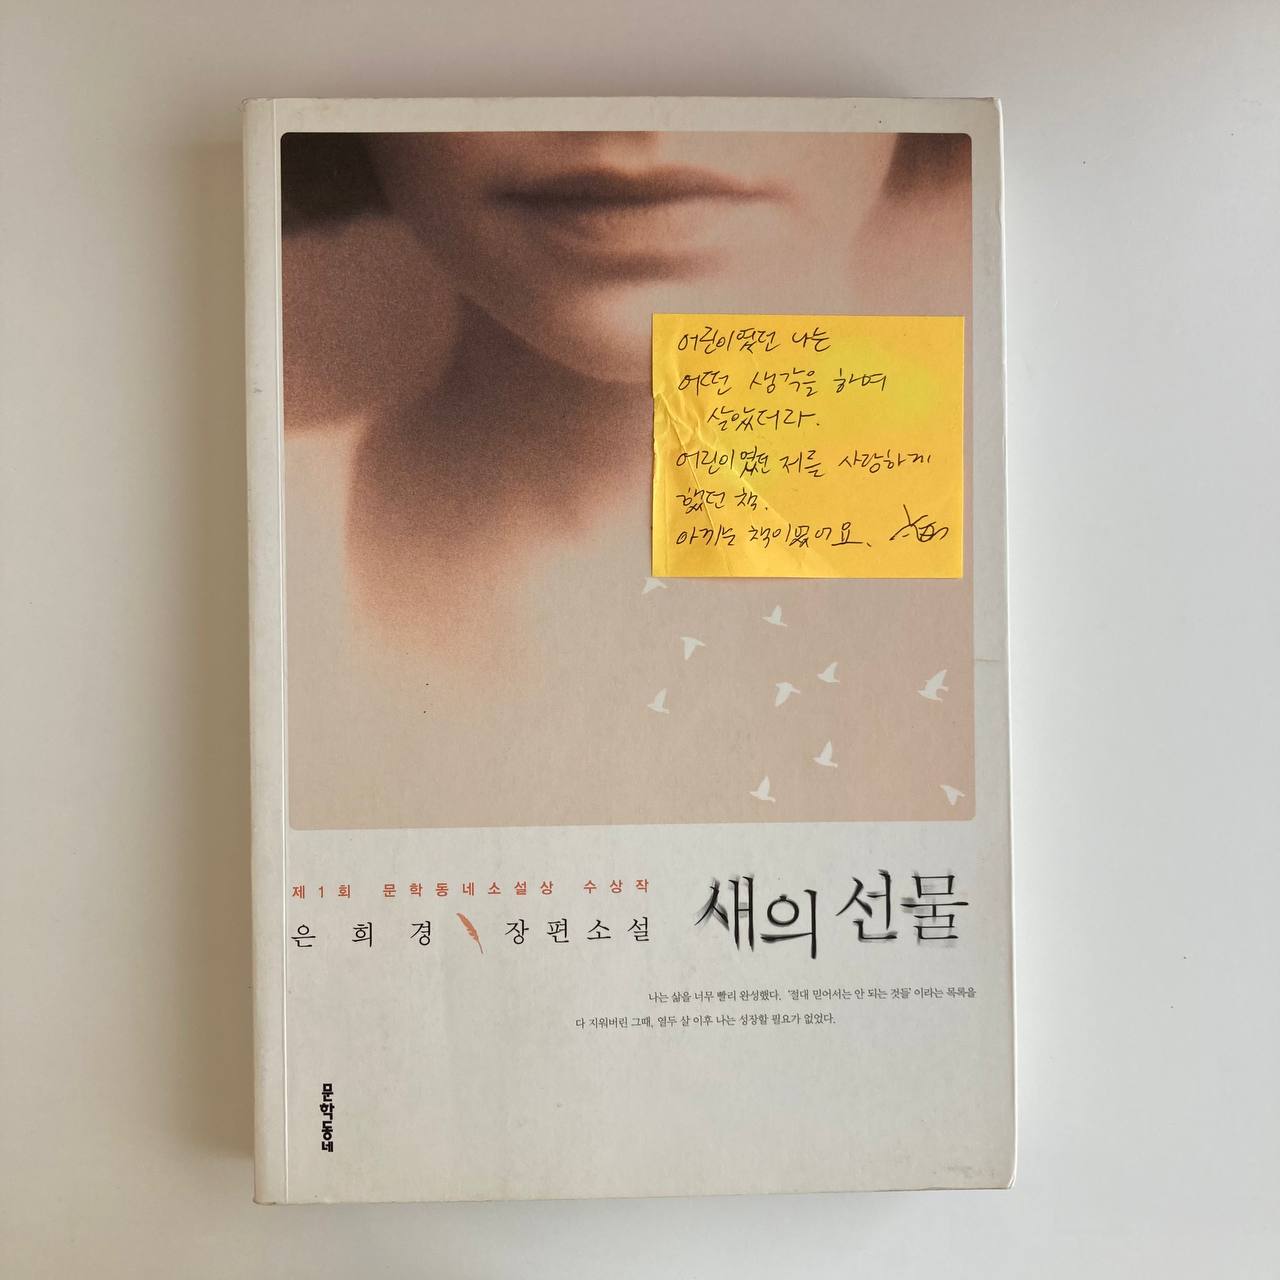 어린이였던 나는
어떤 생각을 하며
살았더라.
어린이였던 저를 사랑하게
했던 책.
아끼는 책이었어요.
제1회 문학동네소설상 수상작
은희경 장편소설
새의 선물
나는 삶을 너무 빨리 완성했다. '절대 믿어서는 안 되는 것들' 이라는 목록을
다 지워버린 그때, 열두 살 이후 나는 성장할 필요가 없었다.
문학동네